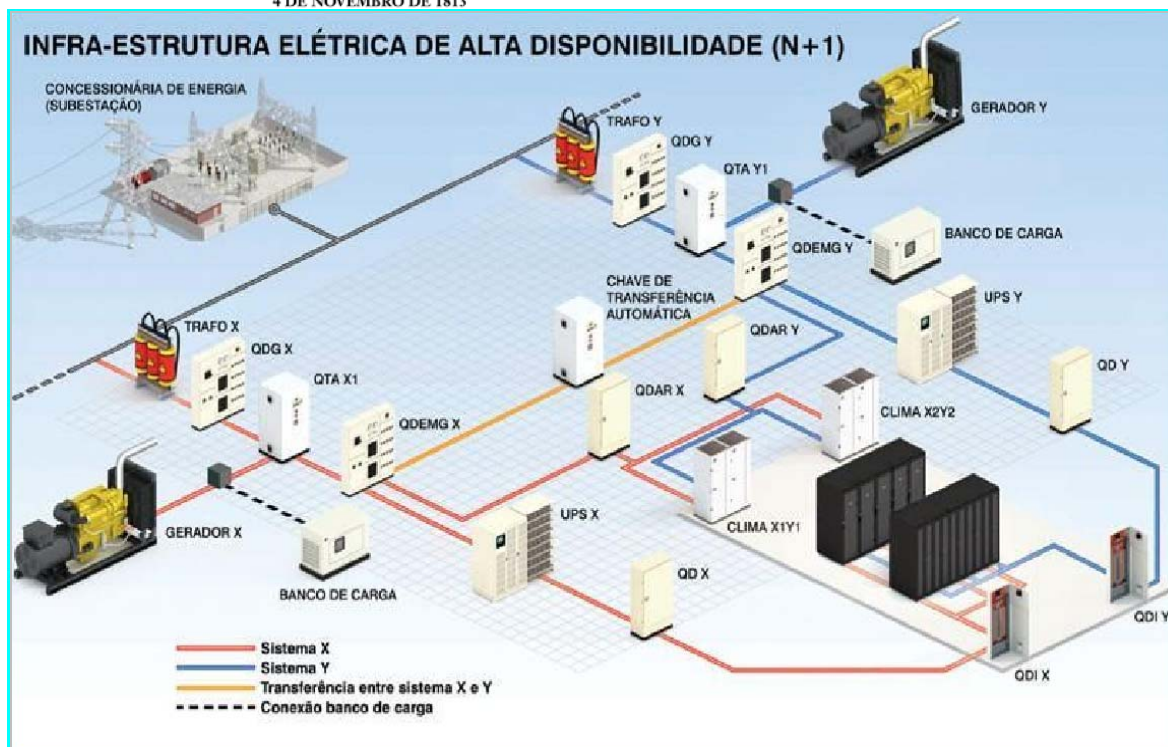 4 DE NOVEMBRO DE 1813
INFRA-ESTRUTURA ELÉTRICA DE ALTA DISPONIBILIDADE (N+1)
CONCESSIONÁRIA DE ENERGIA
(SUBESTAÇÃO)
TRAFO Y
QDG Y
QTA Y1
GERADOR Y
BANCO DE CARGA
QDEMG Y
CHAVE DE
TRANSFERÊNCIA
AUTOMÁTICA
UPS Y
TRAFO X
QDG X
QTA X1
QDEMG X
QDAR Y
QDAR X
QD Y
CLIMA X2Y2
GERADOR X
BANCO DE CARGA
UPS X
CLIMA X1Y1
QD X
QDI Y
QDI X
Sistema X
Sistema Y
Transferência entre sistema X e Y
Conexão banco de carga